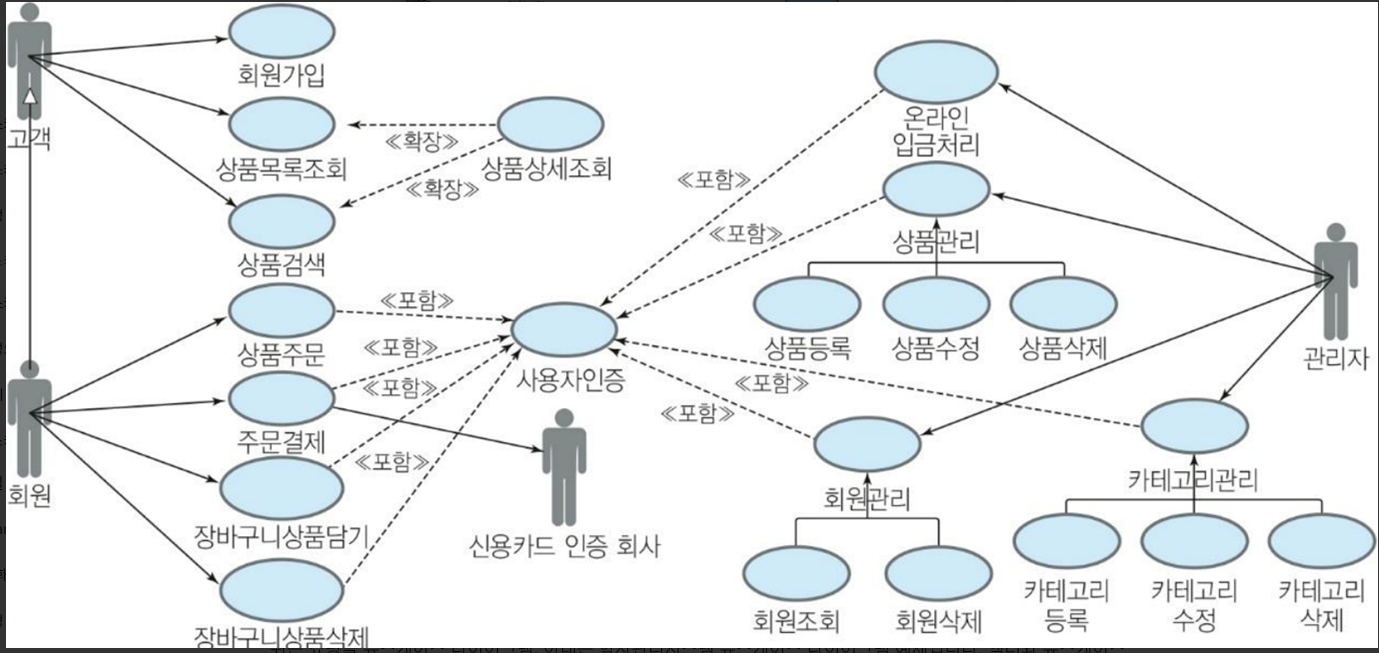 회원가입
고객
≪확장≫
상품목록조회
상품상세조회
≪확장≫
상품검색
온라인
입금처리
≪포함≫
≪포함≫
상품관리
≪포함≫
상품주문
≪포함≫
≪포함≫
사용자인증
상품등록
상품수정
상품삭제
관리자
≪포함≫
≪포함≫
주문결제
≪포함≫
회원
회원관리
카테고리관리
장바구니상품담기
신용카드 인증 회사
회원조회
회원삭제
카테고리
등록
카테고리
수정
카테고리
삭제
장바구니상품삭제